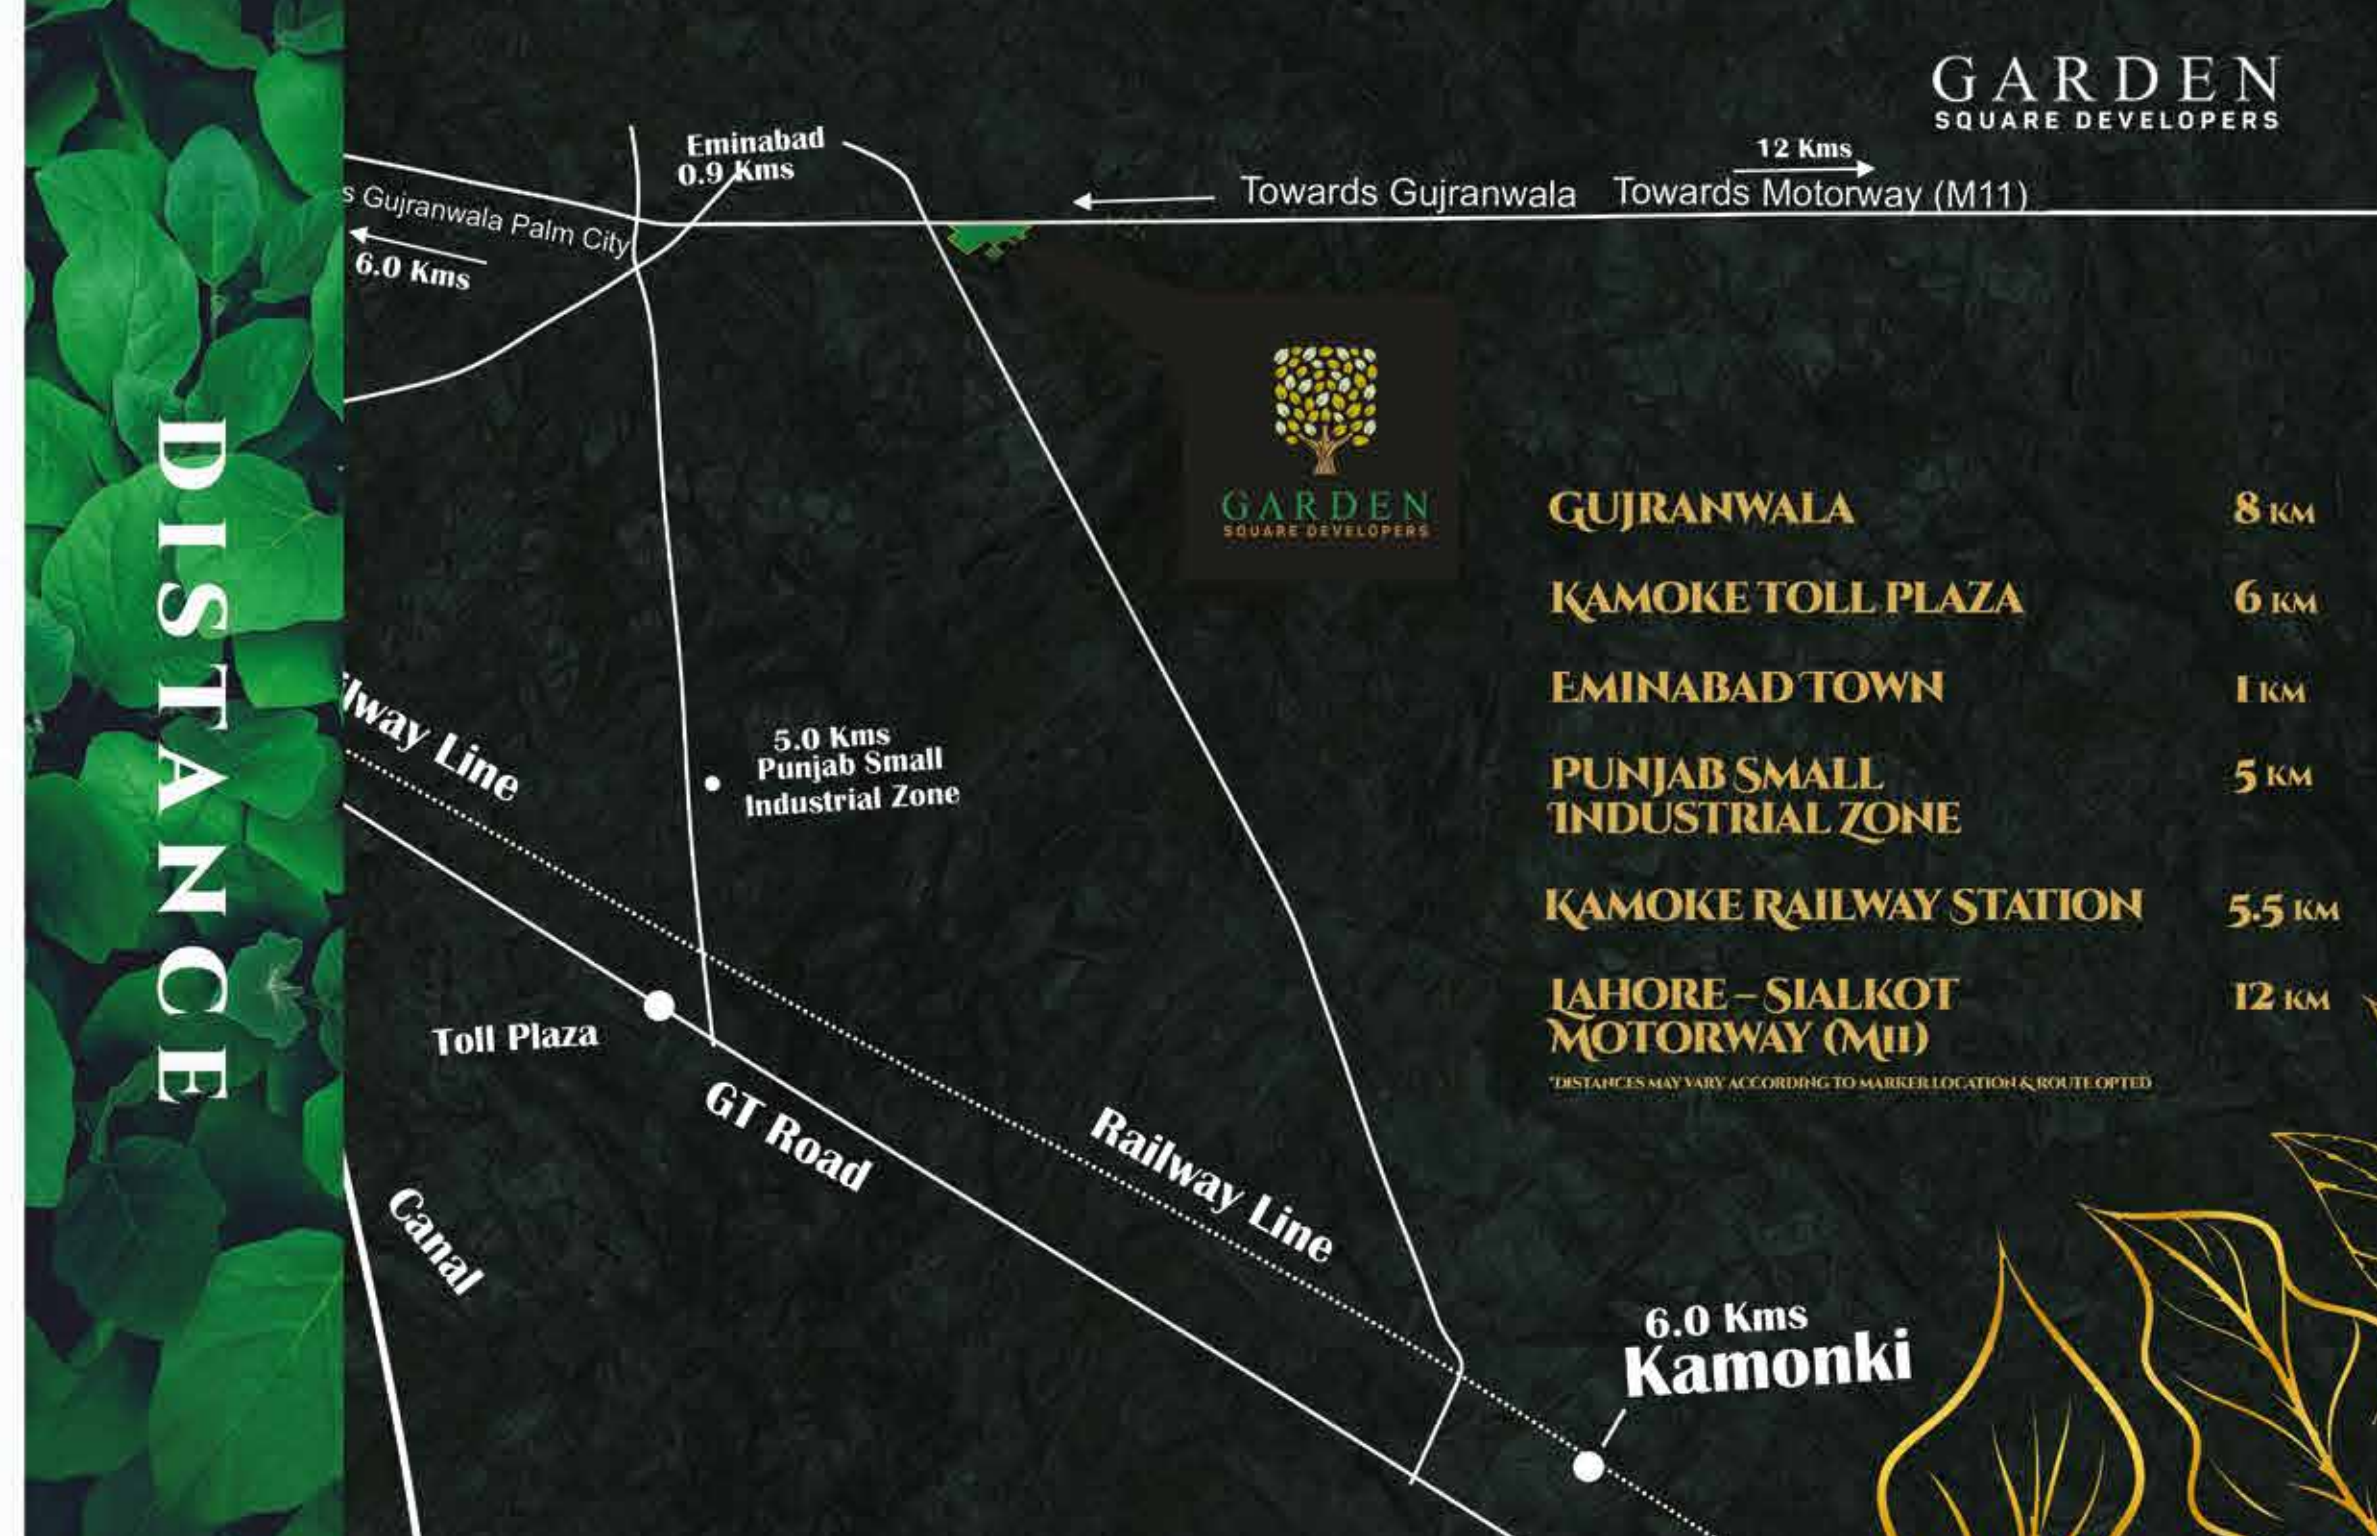 GARDEN
SQUARE DEVELOPERS
Eminabad
0.9 Kms
12 Kms
Towards Gujranwala Towards Motorway (M11)
s Gujranwala Palm City
6.0 Kms
DISTANCE
GARDEN
SQUARE DEVELOPERS
GUJRANWALA 8 KM
KAMOKE TOLL PLAZA 6 KM
EMINABAD TOWN 1 KM
PUNJAB SMALL 5 KM
INDUSTRIAL ZONE
KAMOKE RAILWAY STATION 5.5 KM
LAHORE – SIALKOT 12 KM
MOTORWAY (M11)
*DISTANCES MAY VARY ACCORDING TO MARKER LOCATION & ROUTE OPTED
ilway Line
5.0 Kms
Punjab Small
Industrial Zone
Toll Plaza
GT Road
Railway Line
Canal
6.0 Kms
Kamonki